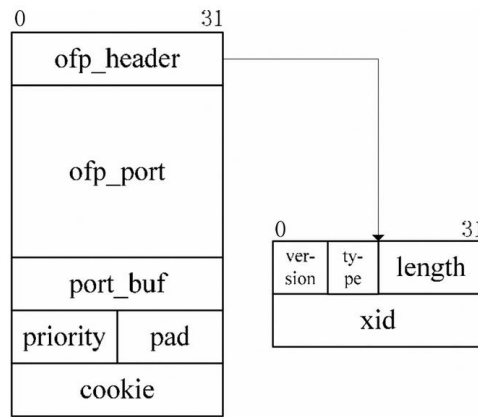 0 31
ofp_header
ofp_port
port_buf
priority pad
cookie
0 31
ver-
sion
ty-
pe
length
xid